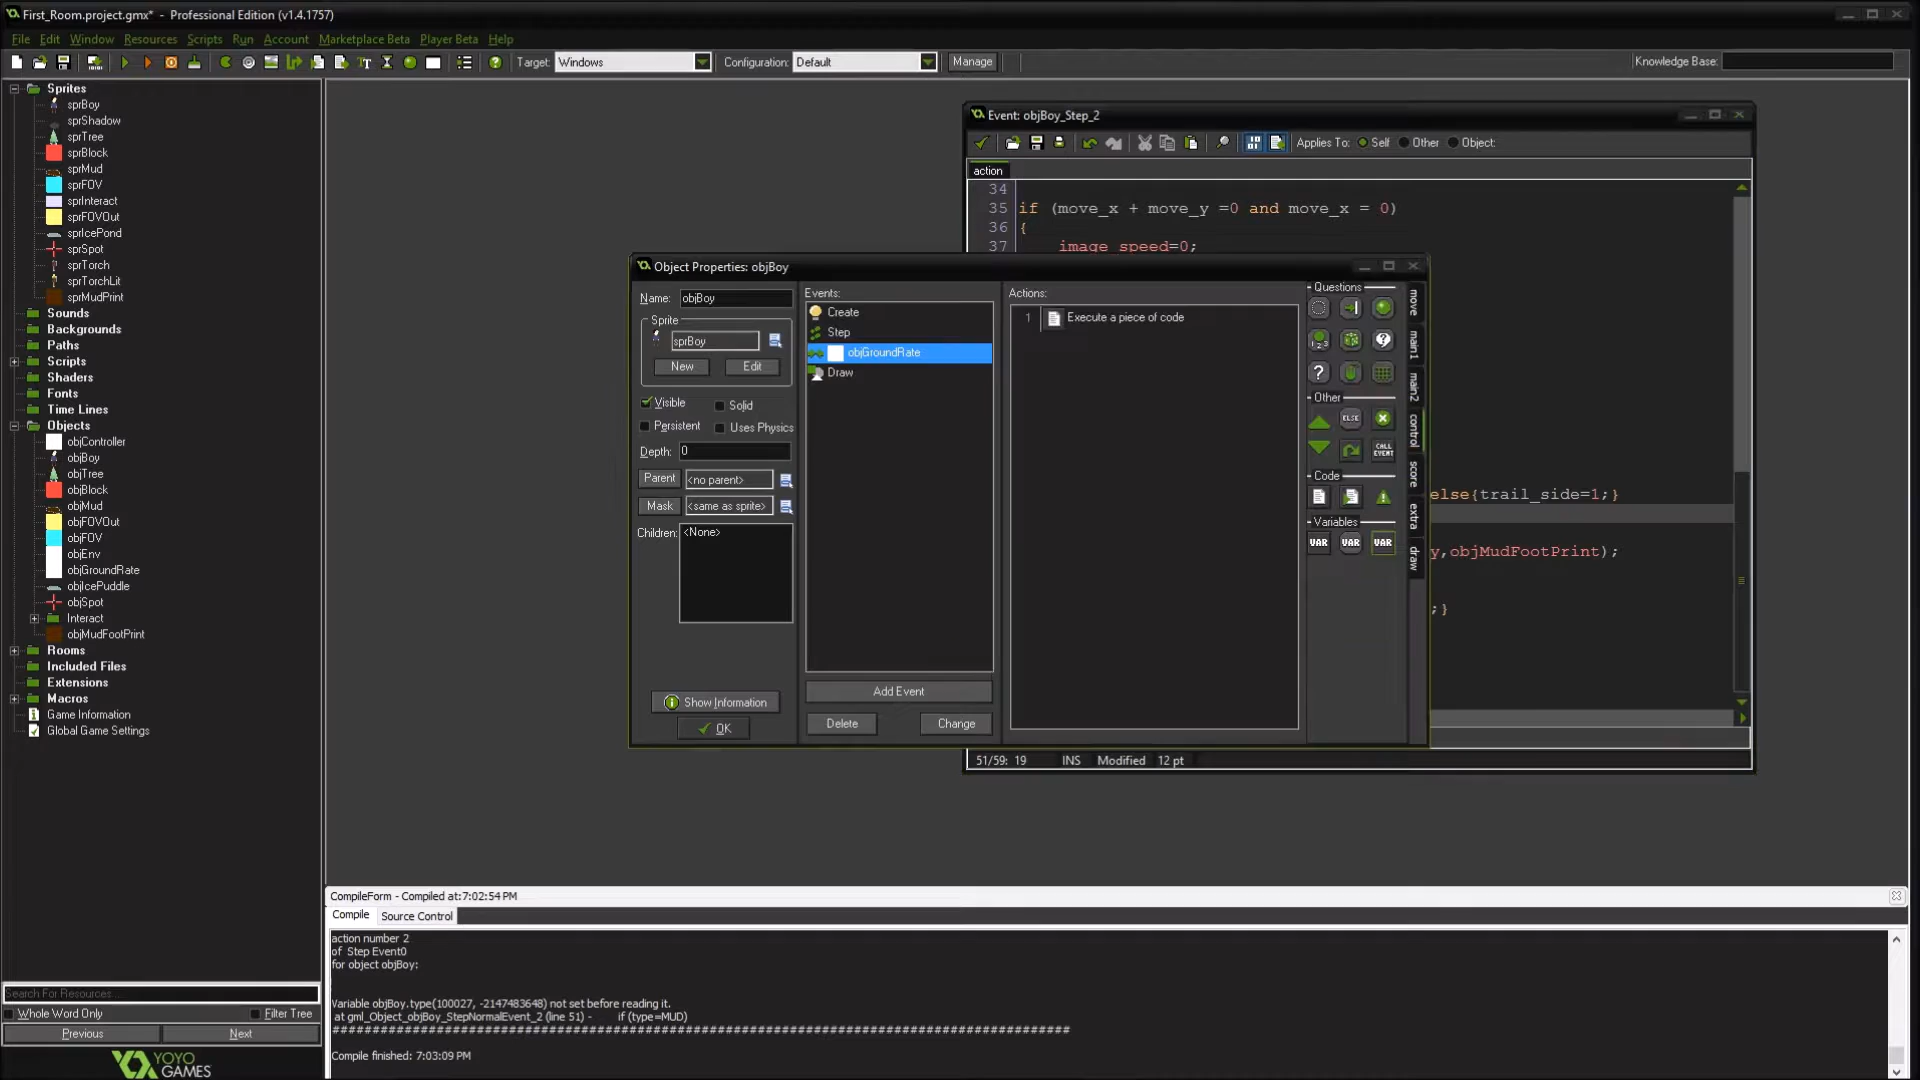 First_Room.project.gmx* - Professional Edition (v1.4.1757)
File Edit Window Resources Scripts Run Account Marketplace Beta Player Beta Help
Target: Windows Configuration: Default Manage Knowledge Base:
Sprites
sprBoy
sprShadow
sprTree
sprBlock
sprMud
sprFOV
sprInteract
sprFOVOut
sprIcePond
sprSpot
sprTorch
sprTorchLit
sprMudPrint
Sounds
Backgrounds
Paths
Scripts
Shaders
Fonts
Time Lines
Objects
objController
objBoy
objTree
objBlock
objMud
objFOVOut
objFOV
objEnv
objGroundRate
objIcePuddle
objSpot
Interact
objMudFootPrint
Rooms
Included Files
Extensions
Macros
Game Information
Global Game Settings
Search For Resources...
Whole Word Only Filter Tree
Previous Next
YOYO
GAMES
Event: objBoy_Step_2
Applies To: Self Other Object:
action
34
35 if (move_x + move_y =0 and move_x = 0)
36 {
37 image_speed=0;
else{trail_side=1;}
y,objMudFootPrint);
;}
51/59: 19 INS Modified 12 pt
Object Properties: objBoy
Name: objBoy
Sprite
sprBoy
New Edit
Visible Solid
Persistent Uses Physics
Depth: 0
Parent <no parent>
Mask <same as sprite>
Children: <None>
Show Information
OK
Events:
Create
Step
objGroundRate
Draw
Add Event
Delete Change
Actions:
1 Execute a piece of code
Questions
Other
ELSE
CALL EVENT
Code
Variables
VAR VAR VAR
move
main1
main2
control
score
extra
draw
CompileForm - Compiled at:7:02:54 PM
Compile Source Control
action number 2
of Step Event0
for object objBoy:
Variable objBoy.type(100027, -2147483648) not set before reading it.
at gml_Object_objBoy_StepNormalEvent_2 (line 51) - if (type=MUD)
############################################################################################
Compile finished: 7:03:09 PM